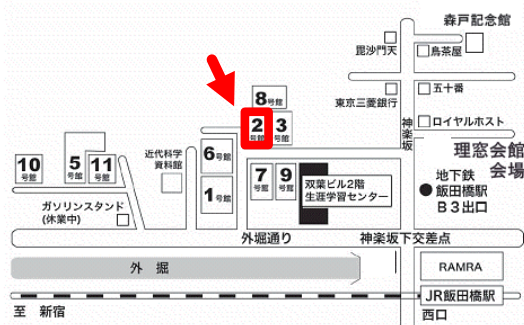 森戸記念館
毘沙門天
鳥茶屋
五十番
東京三菱銀行
ロイヤルホスト
神楽坂
8号館
2号館
3号館
6号館
1号館
7号館
9号館
10号館
5号館
11号館
近代科学
資料館
双葉ビル2階
生涯学習センター
理窓会館
会場
地下鉄
飯田橋駅
B3出口
ガソリンスタンド
(休業中)
外堀通り
神楽坂下交差点
外 堀
RAMRA
JR飯田橋駅
西口
至 新宿